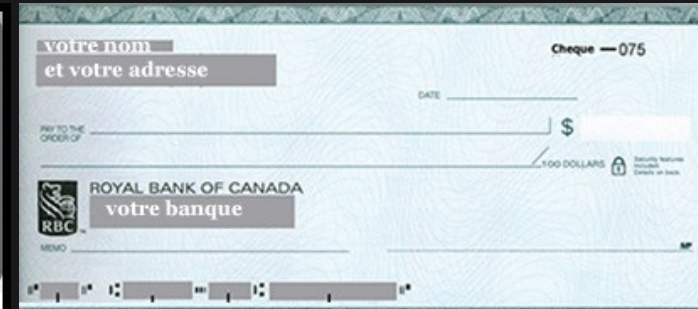 votre nom
et votre adresse
Cheque — 075
DATE
PAY TO THE
ORDER OF
$
/100 DOLLARS
Security features
included.
Details on back.
ROYAL BANK OF CANADA
votre banque
RBC
MEMO
MP